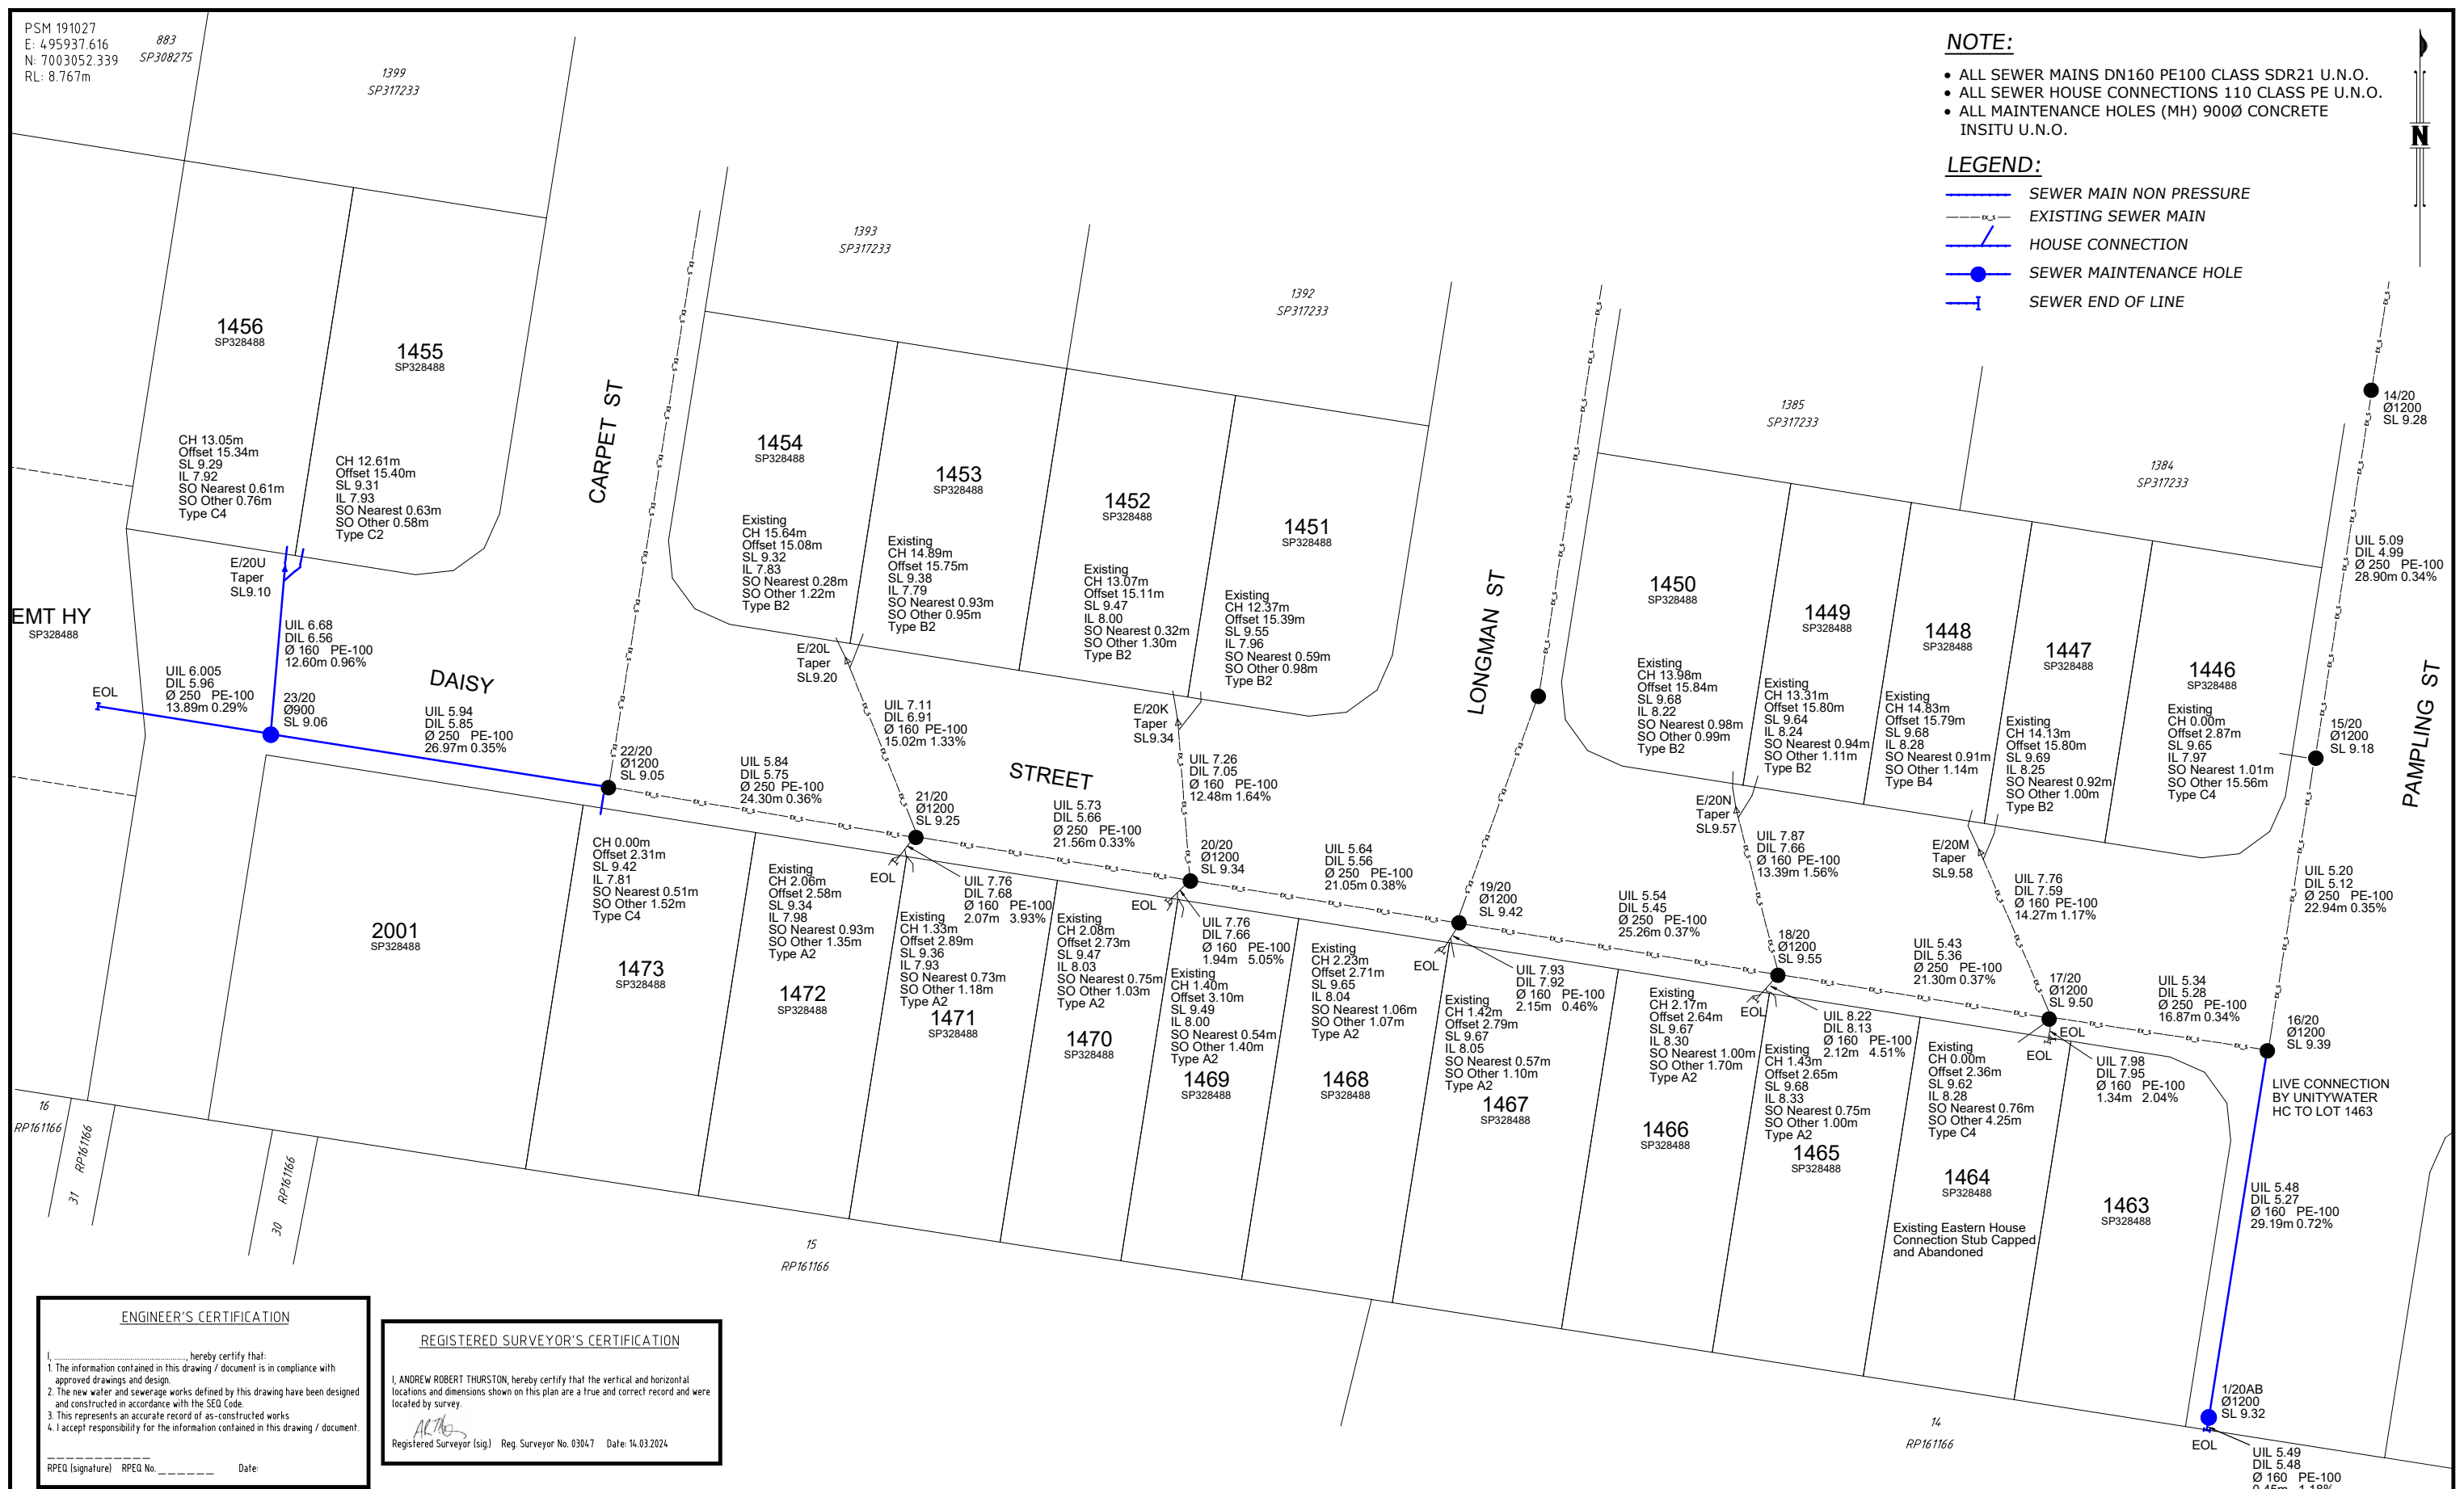 PSM 191027
E: 495937.616
N: 7003052.339
RL: 8.767m
883
SP308275
1399
SP317233
1393
SP317233
1392
SP317233
1385
SP317233
1384
SP317233
NOTE:
• ALL SEWER MAINS DN160 PE100 CLASS SDR21 U.N.O.
• ALL SEWER HOUSE CONNECTIONS 110 CLASS PE U.N.O.
• ALL MAINTENANCE HOLES (MH) 900Ø CONCRETE
INSITU U.N.O.
N
LEGEND:
SEWER MAIN NON PRESSURE
EX_S
EXISTING SEWER MAIN
HOUSE CONNECTION
SEWER MAINTENANCE HOLE
SEWER END OF LINE
1456
SP328488
CH 13.05m
Offset 15.34m
SL 9.29
IL 7.92
SO Nearest 0.61m
SO Other 0.76m
Type C4
1455
SP328488
CH 12.61m
Offset 15.40m
SL 9.31
IL 7.93
SO Nearest 0.63m
SO Other 0.58m
Type C2
CARPET ST
1454
SP328488
Existing
CH 15.64m
Offset 15.08m
SL 9.32
IL 7.83
SO Nearest 0.28m
SO Other 1.22m
Type B2
1453
SP328488
Existing
CH 14.89m
Offset 15.75m
SL 9.38
IL 7.79
SO Nearest 0.93m
SO Other 0.95m
Type B2
1452
SP328488
Existing
CH 13.07m
Offset 15.11m
SL 9.47
IL 8.00
SO Nearest 0.32m
SO Other 1.30m
Type B2
1451
SP328488
Existing
CH 12.37m
Offset 15.39m
SL 9.55
IL 7.96
SO Nearest 0.59m
SO Other 0.98m
Type B2
LONGMAN ST
1450
SP328488
Existing
CH 13.98m
Offset 15.84m
SL 9.68
IL 8.22
SO Nearest 0.98m
SO Other 0.99m
Type B2
1449
SP328488
Existing
CH 13.31m
Offset 15.80m
SL 9.64
IL 8.24
SO Nearest 0.94m
SO Other 1.11m
Type B2
1448
SP328488
Existing
CH 14.83m
Offset 15.79m
SL 9.68
IL 8.28
SO Nearest 0.91m
SO Other 1.14m
Type B4
1447
SP328488
Existing
CH 14.13m
Offset 15.80m
SL 9.69
IL 8.25
SO Nearest 0.92m
SO Other 1.00m
Type B2
1446
SP328488
Existing
CH 0.00m
Offset 2.87m
SL 9.65
IL 7.97
SO Nearest 1.01m
SO Other 15.56m
Type C4
14/20
Ø1200
SL 9.28
UIL 5.09
DIL 4.99
Ø 250 PE-100
28.90m 0.34%
15/20
Ø1200
SL 9.18
PAMPLING ST
UIL 5.20
DIL 5.12
Ø 250 PE-100
22.94m 0.35%
EMT HY
SP328488
E/20U
Taper
SL9.10
UIL 6.68
DIL 6.56
Ø 160 PE-100
12.60m 0.96%
UIL 6.005
DIL 5.96
Ø 250 PE-100
13.89m 0.29%
EOL
23/20
Ø900
SL 9.06
DAISY
UIL 5.94
DIL 5.85
Ø 250 PE-100
26.97m 0.35%
22/20
Ø1200
SL 9.05
UIL 5.84
DIL 5.75
Ø 250 PE-100
24.30m 0.36%
E/20L
Taper
SL9.20
UIL 7.11
DIL 6.91
Ø 160 PE-100
15.02m 1.33%
21/20
Ø1200
SL 9.25
STREET
UIL 5.73
DIL 5.66
Ø 250 PE-100
21.56m 0.33%
E/20K
Taper
SL9.34
UIL 7.26
DIL 7.05
Ø 160 PE-100
12.48m 1.64%
20/20
Ø1200
SL 9.34
UIL 5.64
DIL 5.56
Ø 250 PE-100
21.05m 0.38%
19/20
Ø1200
SL 9.42
UIL 5.54
DIL 5.45
Ø 250 PE-100
25.26m 0.37%
E/20N
Taper
SL9.57
UIL 7.87
DIL 7.66
Ø 160 PE-100
13.39m 1.56%
18/20
Ø1200
SL 9.55
E/20M
Taper
SL9.58
UIL 7.76
DIL 7.59
Ø 160 PE-100
14.27m 1.17%
UIL 5.43
DIL 5.36
Ø 250 PE-100
21.30m 0.37%
17/20
Ø1200
SL 9.50
UIL 5.34
DIL 5.28
Ø 250 PE-100
16.87m 0.34%
16/20
Ø1200
SL 9.39
LIVE CONNECTION
BY UNITYWATER
HC TO LOT 1463
2001
SP328488
CH 0.00m
Offset 2.31m
SL 9.42
IL 7.81
SO Nearest 0.51m
SO Other 1.52m
Type C4
1473
SP328488
Existing
CH 2.06m
Offset 2.58m
SL 9.34
IL 7.98
SO Nearest 0.93m
SO Other 1.35m
Type A2
1472
SP328488
EOL
UIL 7.76
DIL 7.68
Ø 160 PE-100
2.07m 3.93%
Existing
CH 1.33m
Offset 2.89m
SL 9.36
IL 7.93
SO Nearest 0.73m
SO Other 1.18m
Type A2
1471
SP328488
Existing
CH 2.08m
Offset 2.73m
SL 9.47
IL 8.03
SO Nearest 0.75m
SO Other 1.03m
Type A2
1470
SP328488
EOL
UIL 7.76
DIL 7.66
Ø 160 PE-100
1.94m 5.05%
Existing
CH 1.40m
Offset 3.10m
SL 9.49
IL 8.00
SO Nearest 0.54m
SO Other 1.40m
Type A2
1469
SP328488
Existing
CH 2.23m
Offset 2.71m
SL 9.65
IL 8.04
SO Nearest 1.06m
SO Other 1.07m
Type A2
1468
SP328488
EOL
UIL 7.93
DIL 7.92
Ø 160 PE-100
2.15m 0.46%
Existing
CH 1.42m
Offset 2.79m
SL 9.67
IL 8.05
SO Nearest 0.57m
SO Other 1.10m
Type A2
1467
SP328488
Existing
CH 2.17m
Offset 2.64m
SL 9.67
IL 8.30
SO Nearest 1.00m
SO Other 1.70m
Type A2
1466
SP328488
EOL
UIL 8.22
DIL 8.13
Ø 160 PE-100
2.12m 4.51%
Existing
CH 1.43m
Offset 2.65m
SL 9.68
IL 8.33
SO Nearest 0.75m
SO Other 1.00m
Type A2
1465
SP328488
Existing
CH 0.00m
Offset 2.36m
SL 9.62
IL 8.28
SO Nearest 0.76m
SO Other 4.25m
Type C4
1464
SP328488
Existing Eastern House
Connection Stub Capped
and Abandoned
EOL
EOL
UIL 7.98
DIL 7.95
Ø 160 PE-100
1.34m 2.04%
1463
SP328488
UIL 5.48
DIL 5.27
Ø 160 PE-100
29.19m 0.72%
1/20AB
Ø1200
SL 9.32
EOL
UIL 5.49
DIL 5.48
Ø 160 PE-100
0.45m 1.18%
16
RP161166
31 RP161166
30 RP161166
15
RP161166
14
RP161166
ENGINEER'S CERTIFICATION
I, ........................................, hereby certify that:
1. The information contained in this drawing / document is in compliance with
approved drawings and design.
2. The new water and sewerage works defined by this drawing have been designed
and constructed in accordance with the SEQ Code.
3. This represents an accurate record of as-constructed works
4. I accept responsibility for the information contained in this drawing / document.
RPEQ (signature) RPEQ No. ______ Date:
REGISTERED SURVEYOR'S CERTIFICATION
I, ANDREW ROBERT THURSTON, hereby certify that the vertical and horizontal
locations and dimensions shown on this plan are a true and correct record and were
located by survey.
Registered Surveyor (sig.) Reg. Surveyor No. 03047 Date: 14.03.2024